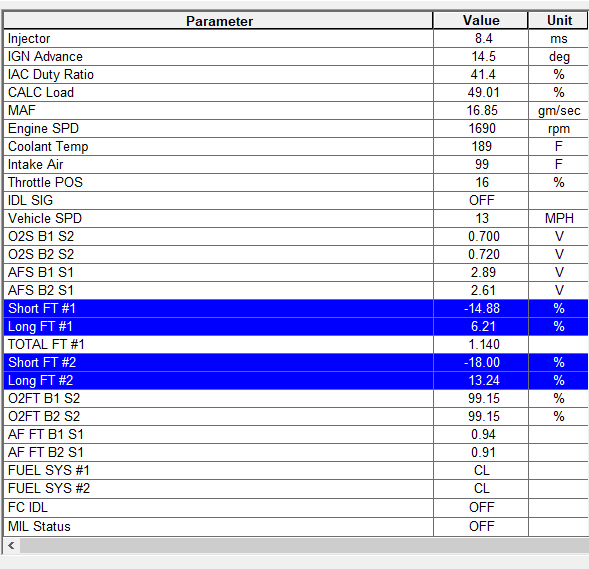 Parameter Value Unit
Injector 8.4 ms
IGN Advance 14.5 deg
IAC Duty Ratio 41.4 %
CALC Load 49.01 %
MAF 16.85 gm/sec
Engine SPD 1690 rpm
Coolant Temp 189 F
Intake Air 99 F
Throttle POS 16 %
IDL SIG OFF
Vehicle SPD 13 MPH
O2S B1 S2 0.700 V
O2S B2 S2 0.720 V
AFS B1 S1 2.89 V
AFS B2 S1 2.61 V
Short FT #1 -14.88 %
Long FT #1 6.21 %
TOTAL FT #1 1.140
Short FT #2 -18.00 %
Long FT #2 13.24 %
O2FT B1 S2 99.15 %
O2FT B2 S2 99.15 %
AF FT B1 S1 0.94
AF FT B2 S1 0.91
FUEL SYS #1 CL
FUEL SYS #2 CL
FC IDL OFF
MIL Status OFF